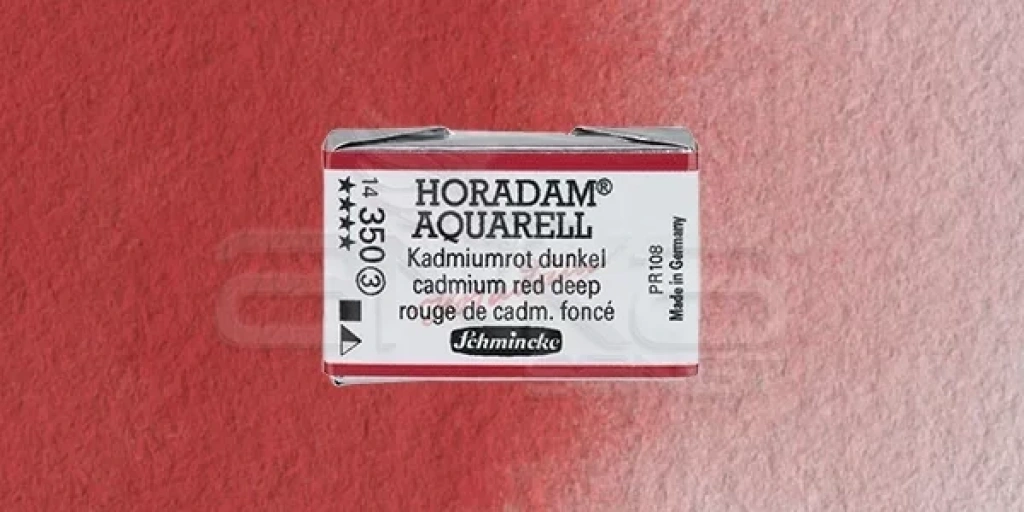 14 350 3
HORADAM®
AQUARELL
Kadmiumrot dunkel
cadmium red deep
rouge de cadm. foncé
Schmincke
PR108
Made in Germany